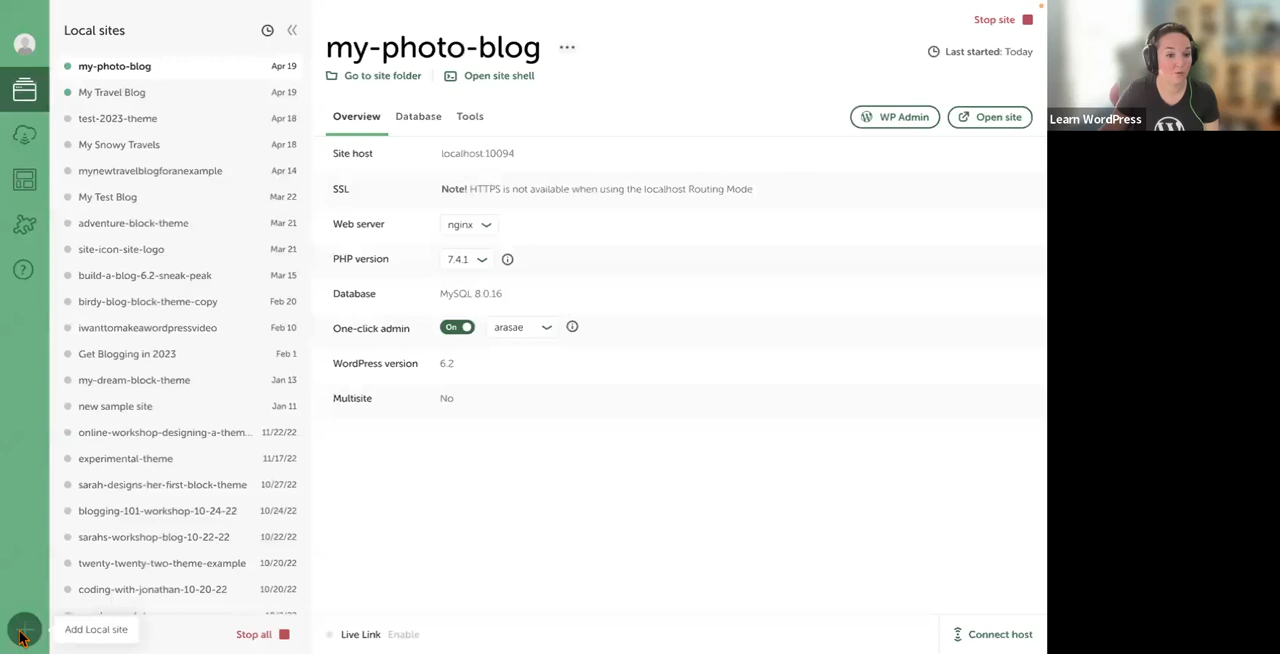 Local sites
my-photo-blog Apr 19
My Travel Blog Apr 19
test-2023-theme Apr 18
My Snowy Travels Apr 18
mynewtravelblogforanexample Apr 14
My Test Blog Mar 22
adventure-block-theme Mar 21
site-icon-site-logo Mar 21
build-a-blog-6.2-sneak-peak Mar 15
birdy-blog-block-theme-copy Feb 20
iwanttomakeawordpressvideo Feb 10
Get Blogging in 2023 Feb 1
my-dream-block-theme Jan 13
new sample site Jan 11
online-workshop-designing-a-them... 11/22/22
experimental-theme 11/17/22
sarah-designs-her-first-block-theme 10/27/22
blogging-101-workshop-10-24-22 10/24/22
sarahs-workshop-blog-10-22-22 10/22/22
twenty-twenty-two-theme-example 10/20/22
coding-with-jonathan-10-20-22 10/20/22
Add Local site
Stop all
my-photo-blog ...
Stop site
Go to site folder
Open site shell
Last started: Today
Overview Database Tools
WP Admin
Open site
Site host localhost:10094
SSL Note! HTTPS is not available when using the localhost Routing Mode
Web server nginx
PHP version 7.4.1
Database MySQL 8.0.16
One-click admin On arasae
WordPress version 6.2
Multisite No
Live Link Enable
Connect host
Learn WordPress